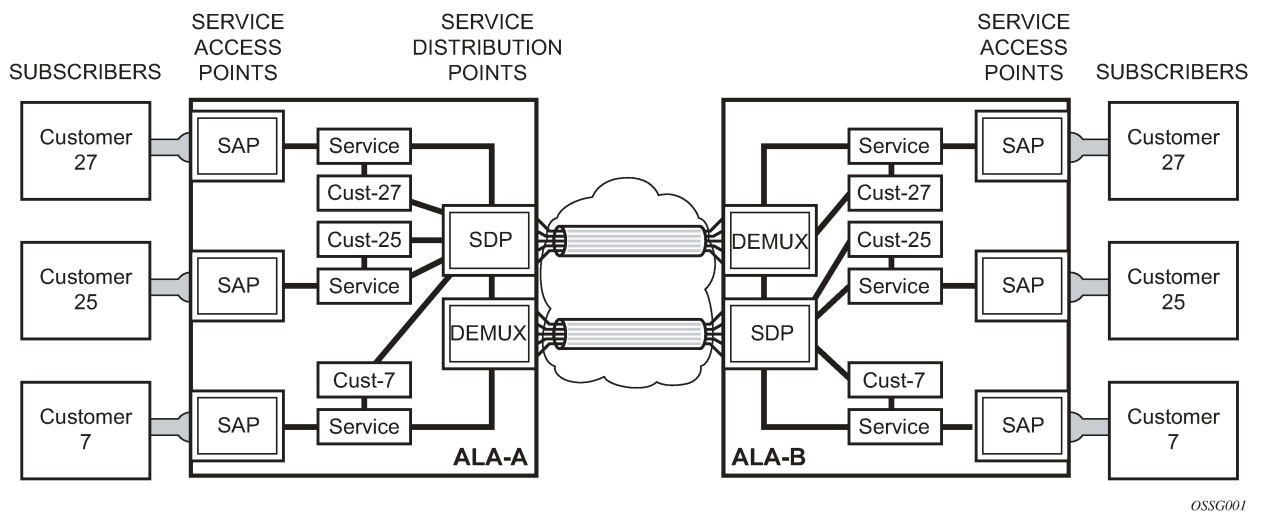 SERVICE
ACCESS
POINTS
SERVICE
DISTRIBUTION
POINTS
SERVICE
ACCESS
POINTS
SUBSCRIBERS
SUBSCRIBERS
Customer
27
SAP
Service
Cust-27
Customer
25
SAP
Cust-25
Service
Customer
7
SAP
Cust-7
Service
SDP
DEMUX
ALA-A
DEMUX
SDP
ALA-B
Service
Cust-27
SAP
Customer
27
Cust-25
Service
SAP
Customer
25
Cust-7
Service
SAP
Customer
7
OSSG001